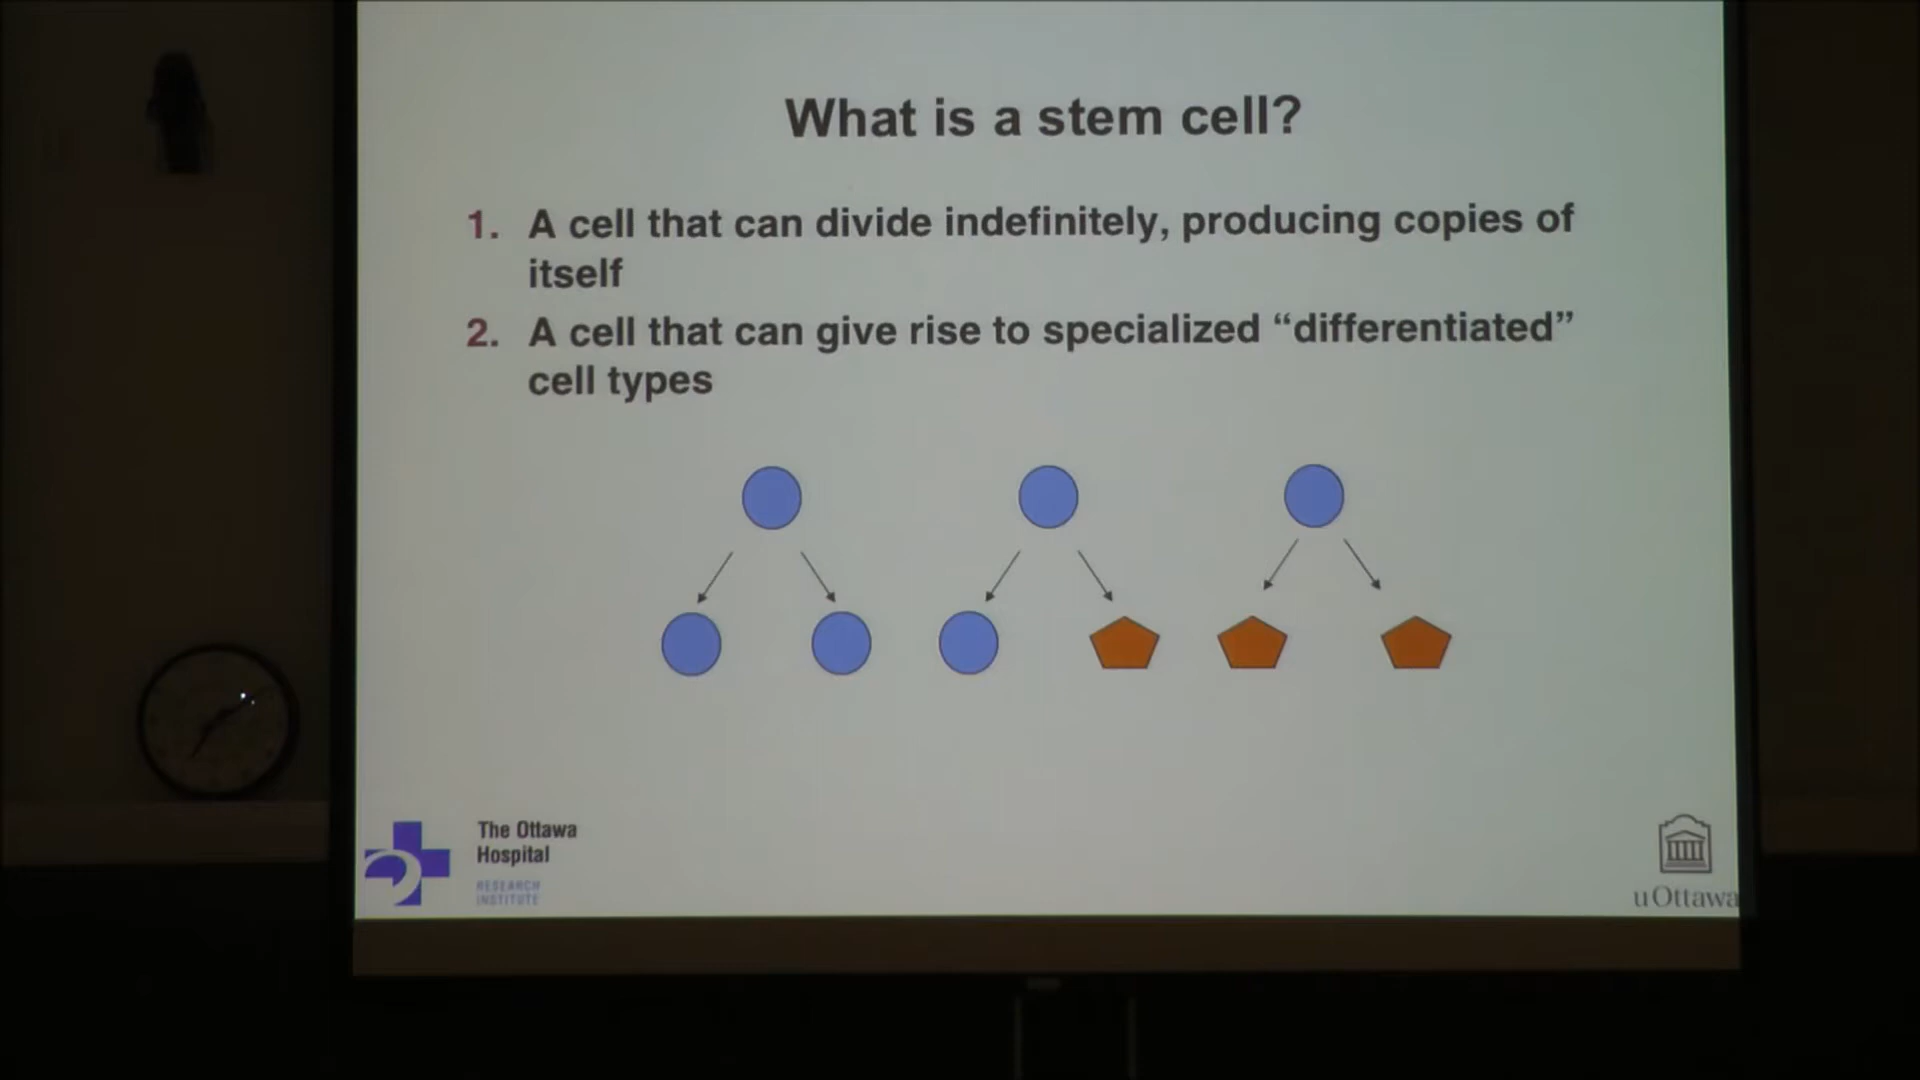 What is a stem cell?
1. A cell that can divide indefinitely, producing copies of
itself
2. A cell that can give rise to specialized “differentiated”
cell types
The Ottawa
Hospital
RESEARCH
INSTITUTE
uOttawa